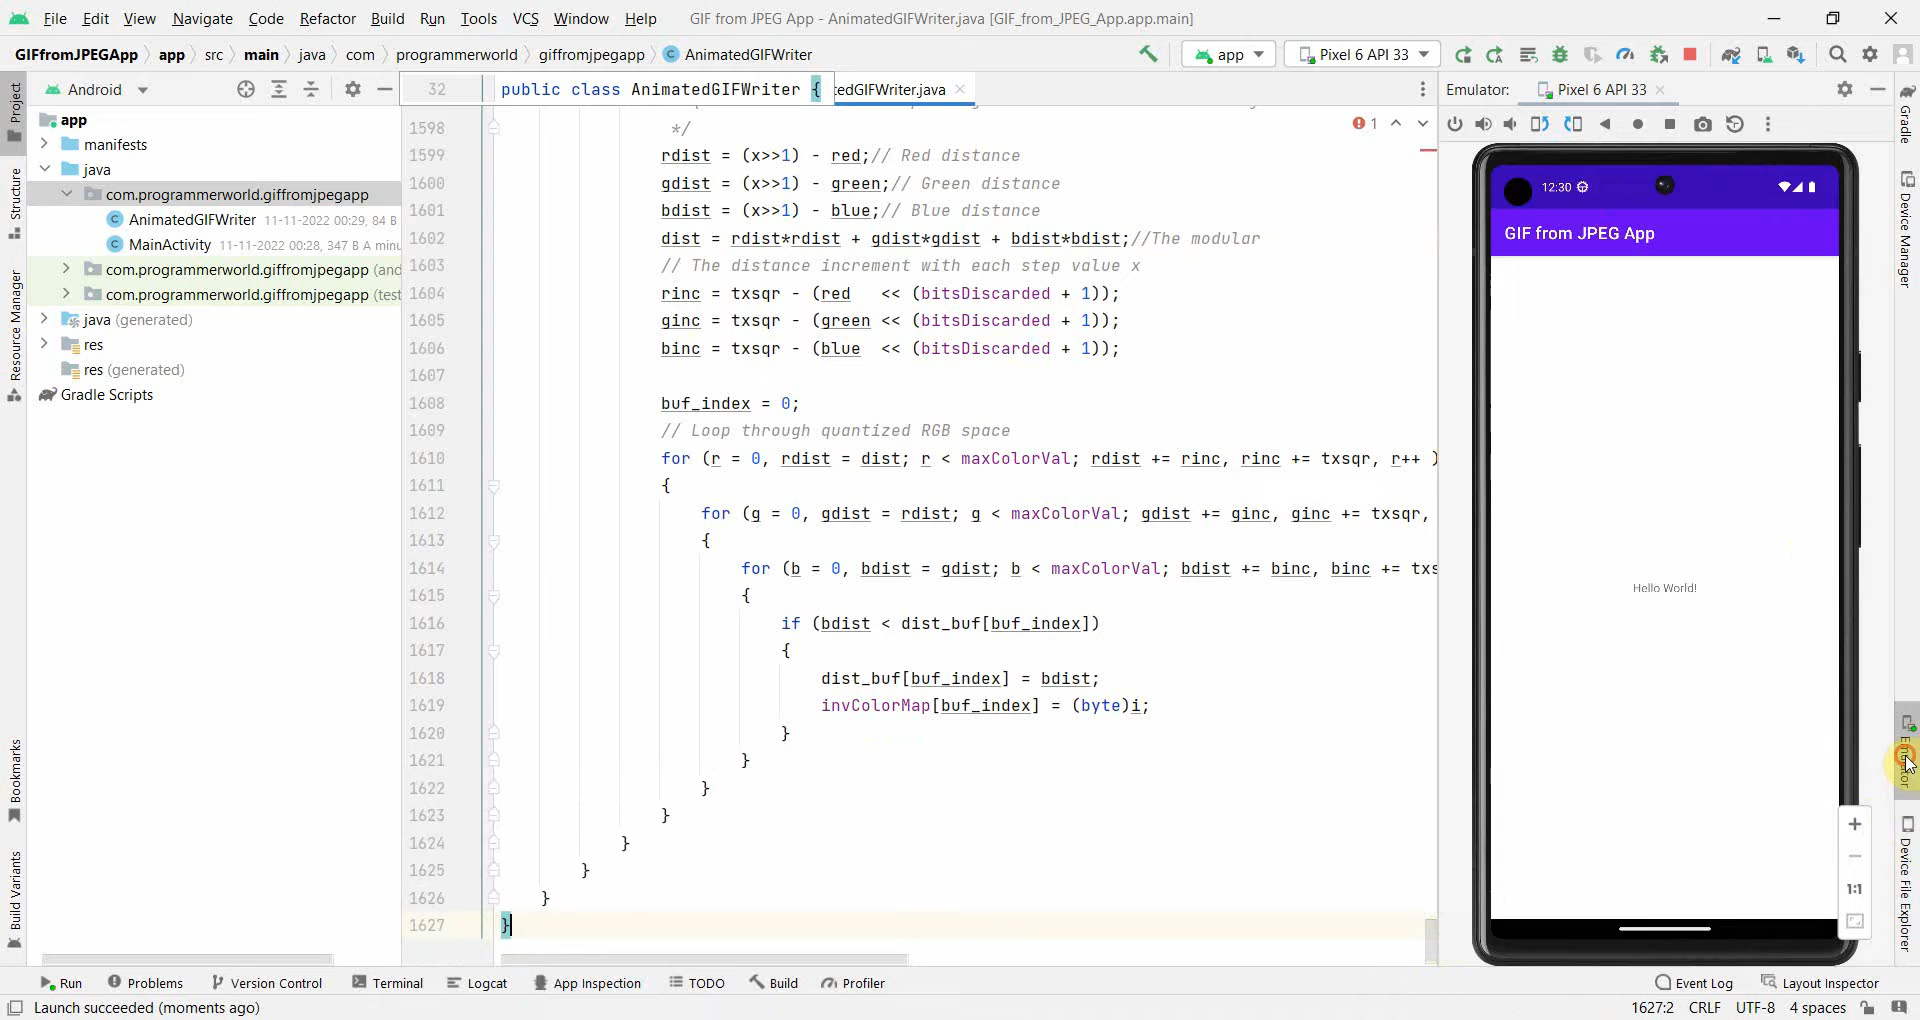 File Edit View Navigate Code Refactor Build Run Tools VCS Window Help GIF from JPEG App - AnimatedGIFWriter.java [GIF_from_JPEG_App.app.main]
GIFfromJPEGApp app src main java com programmerworld giffromjpegapp AnimatedGIFWriter app Pixel 6 API 33
Android
app
manifests
java
com.programmerworld.giffromjpegapp
AnimatedGIFWriter 11-11-2022 00:29, 84 B
MainActivity 11-11-2022 00:28, 347 B A minu
com.programmerworld.giffromjpegapp (and
com.programmerworld.giffromjpegapp (test
java (generated)
res
res (generated)
Gradle Scripts
Project
Structure
Resource Manager
Bookmarks
Build Variants
32 public class AnimatedGIFWriter { tedGIFWriter.java
1
1598 */
1599 rdist = (x>>1) - red;// Red distance
1600 gdist = (x>>1) - green;// Green distance
1601 bdist = (x>>1) - blue;// Blue distance
1602 dist = rdist*rdist + gdist*gdist + bdist*bdist;//The modular
1603 // The distance increment with each step value x
1604 rinc = txsqr - (red << (bitsDiscarded + 1));
1605 ginc = txsqr - (green << (bitsDiscarded + 1));
1606 binc = txsqr - (blue << (bitsDiscarded + 1));
1607
1608 buf_index = 0;
1609 // Loop through quantized RGB space
1610 for (r = 0, rdist = dist; r < maxColorVal; rdist += rinc, rinc += txsqr, r++ )
1611 {
1612 for (g = 0, gdist = rdist; g < maxColorVal; gdist += ginc, ginc += txsqr,
1613 {
1614 for (b = 0, bdist = gdist; b < maxColorVal; bdist += binc, binc += txs
1615 {
1616 if (bdist < dist_buf[buf_index])
1617 {
1618 dist_buf[buf_index] = bdist;
1619 invColorMap[buf_index] = (byte)i;
1620 }
1621 }
1622 }
1623 }
1624 }
1625 }
1626 }
1627 }
Emulator: Pixel 6 API 33
12:30
GIF from JPEG App
Hello World!
1:1
Gradle
Device Manager
Emulator
Device File Explorer
Run Problems Version Control Terminal Logcat App Inspection TODO Build Profiler Event Log Layout Inspector
Launch succeeded (moments ago) 1627:2 CRLF UTF-8 4 spaces